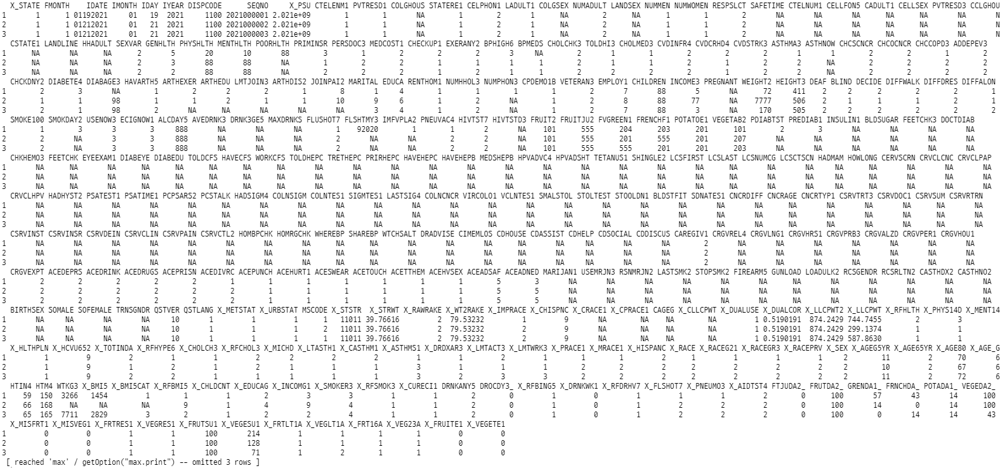 X_STATE FMONTH IDATE IMONTH IDAY IYEAR DISPCODE SEQNO X_PSU CTELENM1 PVTRESD1 COLGHOUS STATERE1 CELPHON1 LADULT1 COLGSEX NUMADULT LANDSEX NUMMEN NUMWOMEN RESPSLCT SAFETIME CTELNUM1 CELLFON5 CADULT1 CELLSEX PVTRESD3 CCLGHOU
1 1 1 01192021 01 19 2021 1100 2021000001 2.021e+09 1 1 NA 1 2 1 NA 2 NA 1 1 2 NA NA NA NA NA NA N
2 1 1 01212021 01 21 2021 1100 2021000002 2.021e+09 1 1 NA 1 2 1 NA 2 NA 1 1 2 NA NA NA NA NA NA N
3 1 1 01212021 01 21 2021 1100 2021000003 2.021e+09 1 1 NA 1 2 1 NA 2 NA 1 1 2 NA NA NA NA NA NA N
CSTATE1 LANDLINE HHADULT SEXVAR GENHLTH PHYSHLTH MENTHLTH POORHLTH PRIMINSR PERSDOC3 MEDCOST1 CHECKUP1 EXERANY2 BPHIGH6 BPMEDS CHOLCHK3 TOLDHI3 CHOLMED3 CVDINFR4 CVDCRHD4 CVDSTRK3 ASTHMA3 ASTHNOW CHCSCNCR CHCOCNCR CHCCOPD3 ADDEPEV3
1 NA NA NA 2 5 20 10 88 3 1 2 2 2 3 NA 2 1 1 2 2 2 1 1 2 2 1 2
2 NA NA NA 2 3 88 88 NA 1 2 2 1 1 1 1 2 1 1 2 1 2 2 NA 2 2 2 2
3 NA NA NA 2 2 88 88 NA 2 2 2 1 2 1 1 2 1 2 2 2 2 2 NA 2 2 2 2
CHCKDNY2 DIABETE4 DIABAGE3 HAVARTH5 ARTHEXER ARTHEDU LMTJOIN3 ARTHDIS2 JOINPAI2 MARITAL EDUCA RENTHOM1 NUMHHOL3 NUMPHON3 CPDEMO1B VETERAN3 EMPLOY1 CHILDREN INCOME3 PREGNANT WEIGHT2 HEIGHT3 DEAF BLIND DECIDE DIFFWALK DIFFDRES DIFFALON
1 2 3 NA 1 2 2 2 1 8 1 4 1 1 1 1 2 7 88 5 NA 72 411 2 2 2 2 2 1
2 1 1 98 1 1 2 1 1 10 9 6 1 2 NA 1 2 8 88 77 NA 7777 506 2 1 1 1 2 1
3 1 1 98 2 NA NA NA NA NA 3 4 1 2 NA 1 2 7 88 3 NA 170 505 2 2 2 2 2 2
SMOKE100 SMOKDAY2 USENOW3 ECIGNOW1 ALCDAY5 AVEDRNK3 DRNK3GE5 MAXDRNKS FLUSHOT7 FLSHTMY3 IMFVPLA2 PNEUVAC4 HIVTST7 HIVTSTD3 FRUIT2 FRUITJU2 FVGREEN1 FRENCHF1 POTATOE1 VEGETAB2 PDIABTST PREDIAB1 INSULIN1 BLDSUGAR FEETCHK3 DOCTDIAB
1 1 3 3 3 888 NA NA NA 1 92020 1 1 2 NA 101 555 204 203 201 101 2 3 NA NA NA NA
2 2 NA 3 3 888 NA NA NA 2 NA NA 2 2 NA 101 555 201 555 201 207 NA NA NA NA NA NA
3 2 NA 3 3 888 NA NA NA 2 NA NA 2 2 NA 101 555 555 201 201 203 NA NA NA NA NA NA
CHKHEMO3 FEETCHK EYEEXAM1 DIABEYE DIABEDU TOLDCFS HAVECFS WORKCFS TOLDHEPC TRETHEPC PRIRHEPC HAVEHEPC HAVEHEPB MEDSHEPB HPVADVC4 HPVADSHT TETANUS1 SHINGLE2 LCSFIRST LCSLAST LCSNUMCG LCSCTSCN HADMAM HOWLONG CERVSCRN CRVCLCNC CRVCLPAP
1 NA NA NA NA NA NA NA NA NA NA NA NA NA NA NA NA NA NA NA NA NA NA NA NA NA NA NA
2 NA NA NA NA NA NA NA NA NA NA NA NA NA NA NA NA NA NA NA NA NA NA NA NA NA NA NA
3 NA NA NA NA NA NA NA NA NA NA NA NA NA NA NA NA NA NA NA NA NA NA NA NA NA NA NA
CRVCLHPV HADHYST2 PSATEST1 PSATIME1 PCPSARS2 PCSTALK HADSIGM4 COLNSIGM COLNTES1 SIGMTES1 LASTSIG4 COLNCNCR VIRCOLO1 VCLNTES1 SMALSTOL STOLTEST STOOLDN1 BLDSTFIT SDNATES1 CNCRDIFF CNCRAGE CNCRTYP1 CSRVTRT3 CSRVDOC1 CSRVSUM CSRVRTRN
1 NA NA NA NA NA NA NA NA NA NA NA NA NA NA NA NA NA NA NA NA NA NA NA NA NA NA
2 NA NA NA NA NA NA NA NA NA NA NA NA NA NA NA NA NA NA NA NA NA NA NA NA NA NA
3 NA NA NA NA NA NA NA NA NA NA NA NA NA NA NA NA NA NA NA NA NA NA NA NA NA NA
CSRVINST CSRVINSR CSRVDEIN CSRVCLIN CSRVPAIN CSRVCTL2 HOMBPCHK HOMRGCHK WHEREBP SHAREBP WTCHSALT DRADVISE CIMEMLOS CDHOUSE CDASSIST CDHELP CDSOCIAL CDDISCUS CAREGIV1 CRGVREL4 CRGVLNG1 CRGVHRS1 CRGVPRB3 CRGVALZD CRGVPER1 CRGVHOU1
1 NA NA NA NA NA NA NA NA NA NA NA NA NA NA NA NA NA NA 2 NA NA NA NA NA NA NA
2 NA NA NA NA NA NA NA NA NA NA NA NA NA NA NA NA NA NA 2 NA NA NA NA NA NA NA
3 NA NA NA NA NA NA NA NA NA NA NA NA NA NA NA NA NA NA 2 NA NA NA NA NA NA NA
CRGVEXPT ACEDEPRS ACEDRINK ACEDRUGS ACEPRISN ACEDIVRC ACEPUNCH ACEHURT1 ACESWEAR ACETOUCH ACETTHEM ACEHVSEX ACEADSAF ACEADNED MARIJAN1 USEMRJN3 RSNMRJN2 LASTSMK2 STOPSMK2 FIREARM5 GUNLOAD LOADULK2 RCSGENDR RCSRLTN2 CASTHDX2 CASTHNO2
1 2 2 2 2 2 1 1 1 1 1 1 1 5 3 NA NA NA NA NA NA NA NA NA NA NA NA
2 2 2 2 2 2 2 1 1 1 1 1 1 5 5 NA NA NA NA NA NA NA NA NA NA NA NA
3 2 2 2 2 2 2 1 1 1 1 1 1 5 5 NA NA NA NA NA NA NA NA NA NA NA NA
BIRTHSEX SOMALE SOFEMALE TRNSGNDR QSTVER QSTLANG X_METSTAT X_URBSTAT MSCODE X_STSTR X_STRWT X_RAWRAKE X_WT2RAKE X_IMPRACE X_CHISPNC X_CRACE1 X_CPRACE1 CAGEG X_CLLCPWT X_DUALUSE X_DUALCOR X_LLCPWT2 X_LLCPWT X_RFHLTH X_PHYS14D X_MENT14
1 NA NA NA NA 10 1 1 1 1 11011 39.76616 2 79.53232 1 9 NA NA NA NA 1 0.5190191 874.2429 744.7455 2 3
2 NA NA NA NA 10 1 1 1 2 11011 39.76616 2 79.53232 2 9 NA NA NA NA 1 0.5190191 874.2429 299.1374 1 1
3 NA NA NA NA 10 1 1 1 1 11011 39.76616 2 79.53232 2 9 NA NA NA NA 1 0.5190191 874.2429 587.8630 1 1
X_HLTHPLN X_HCVU652 X_TOTINDA X_RFHYPE6 X_CHOLCH3 X_RFCHOL3 X_MICHD X_LTASTH1 X_CASTHM1 X_ASTHMS1 X_DRDXAR3 X_LMTACT3 X_LMTWRK3 X_PRACE1 X_MRACE1 X_HISPANC X_RACE X_RACEG21 X_RACEGR3 X_RACEPRV X_SEX X_AGEG5YR X_AGE65YR X_AGE80 X_AGE_G
1 1 9 2 1 1 2 2 2 2 1 1 2 1 1 1 2 1 1 1 1 2 11 2 70 6
2 1 9 1 2 1 2 1 1 1 3 1 1 1 2 2 2 2 2 2 2 2 10 2 67 6
3 1 9 2 2 1 2 2 1 1 3 2 3 3 2 2 2 2 2 2 2 2 11 2 72 6
HTIN4 HTM4 WTKG3 X_BMI5 X_BMI5CAT X_RFBMI5 X_CHLDCNT X_EDUCAG X_INCOMG1 X_SMOKER3 X_RFSMOK3 X_CURECI1 DRNKANY5 DROCDY3_ X_RFBING5 X_DRNKWK1 X_RFDRHV7 X_FLSHOT7 X_PNEUMO3 X_AIDTST4 FTJUDA2_ FRUTDA2_ GRENDA1_ FRNCHDA_ POTADA1_ VEGEDA2_
1 59 150 3266 1454 1 1 1 2 3 3 1 1 2 0 1 0 1 1 1 2 0 100 57 43 14 100
2 66 168 NA NA NA 9 1 4 9 4 1 1 2 0 1 0 1 2 2 2 0 100 14 0 14 100
3 65 165 7711 2829 3 2 1 2 2 4 1 1 2 0 1 0 1 2 2 2 0 100 0 14 14 43
X_MISFRT1 X_MISVEG1 X_FRTRES1 X_VEGRES1 X_FRUTSU1 X_VEGESU1 X_FRTLT1A X_VEGLT1A X_FRT16A X_VEG23A X_FRUITE1 X_VEGETE1
1 0 0 1 1 100 214 1 1 1 1 0 0
2 0 0 1 1 100 128 1 1 1 1 0 0
3 0 0 1 1 100 71 1 2 1 1 0 0
[ reached 'max' / getOption("max.print") -- omitted 3 rows ]